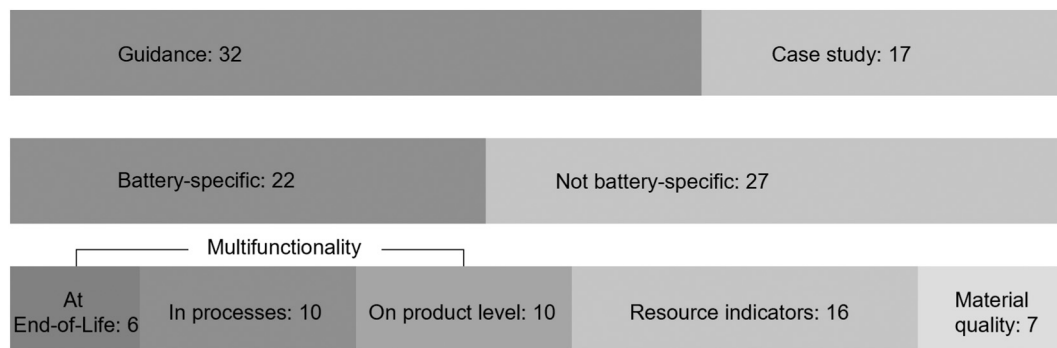 Guidance: 32
Case study: 17
Battery-specific: 22
Not battery-specific: 27
Multifunctionality
At
End-of-Life: 6
In processes: 10
On product level: 10
Resource indicators: 16
Material
quality: 7